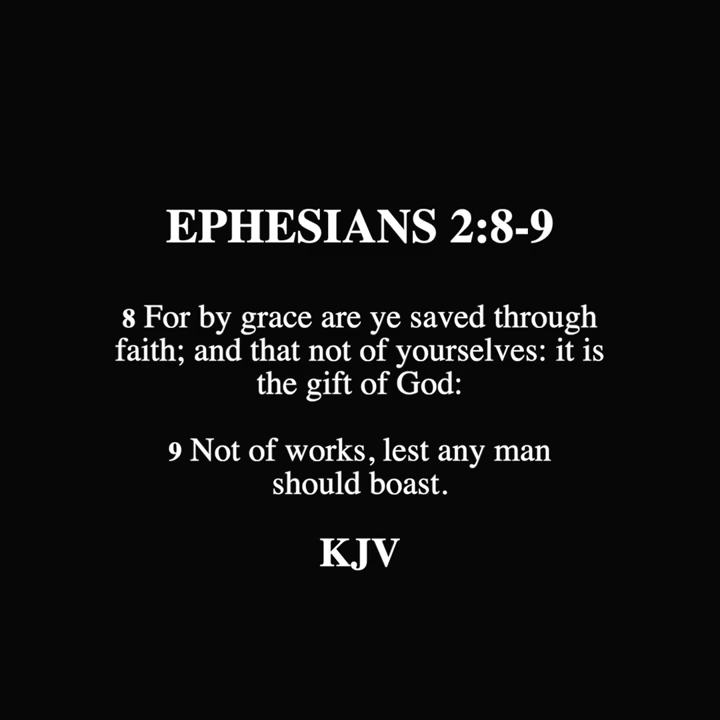 EPHESIANS 2:8-9
8 For by grace are ye saved through
faith; and that not of yourselves: it is
the gift of God:
9 Not of works, lest any man
should boast.
KJV